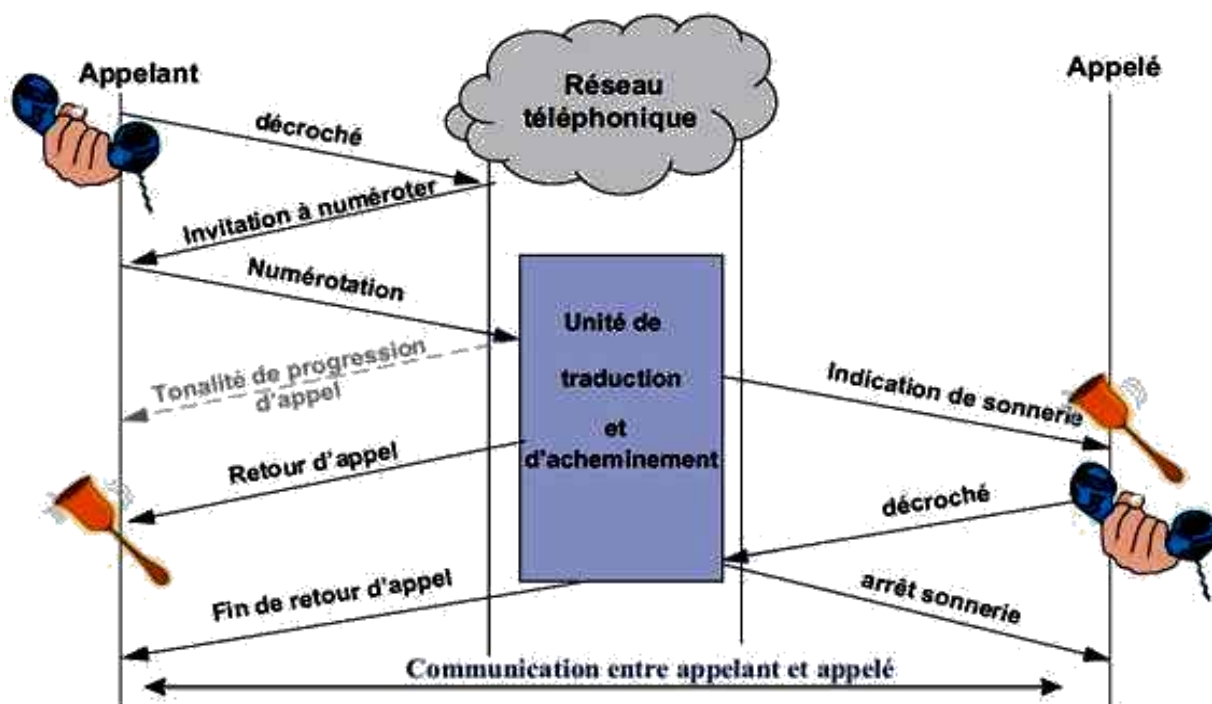 Appelant
Réseau
téléphonique
Appelé
décroché
Invitation à numéroter
Numérotation
Unité de
traduction
et
d'acheminement
Tonalité de progression
d'appel
Indication de sonnerie
Retour d'appel
décroché
Fin de retour d'appel
arrêt sonnerie
Communication entre appelant et appelé